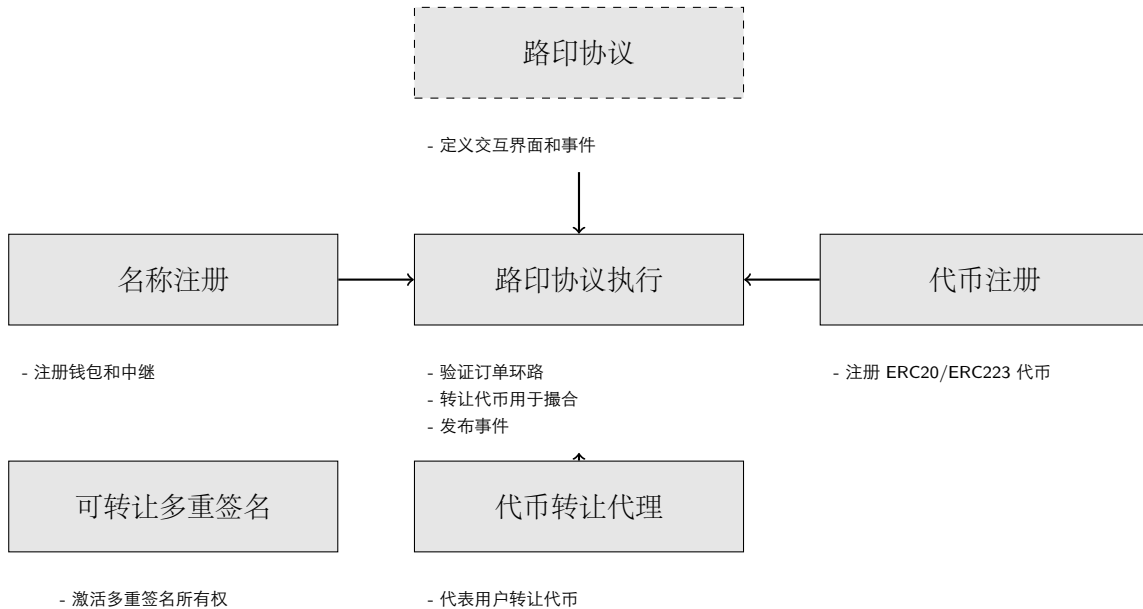 路印协议
- 定义交互界面和事件
名称注册
路印协议执行
代币注册
- 注册钱包和中继
- 验证订单环路
- 转让代币用于撮合
- 发布事件
- 注册 ERC20/ERC223 代币
可转让多重签名
代币转让代理
- 激活多重签名所有权
- 代表用户转让代币